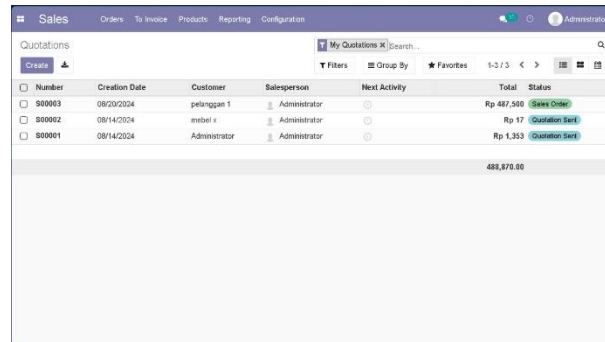 Sales Orders To Invoice Products Reporting Configuration Administrato
Quotations My Quotations × Search...
Create Filters Group By Favorites 1-3 / 3
Number Creation Date Customer Salesperson Next Activity Total Status
S00003 08/20/2024 pelanggan 1 Administrator Rp 487,500 Sales Order
S00002 08/14/2024 mebel x Administrator Rp 17 Quotation Sent
S00001 08/14/2024 Administrator Administrator Rp 1,353 Quotation Sent
488,870.00